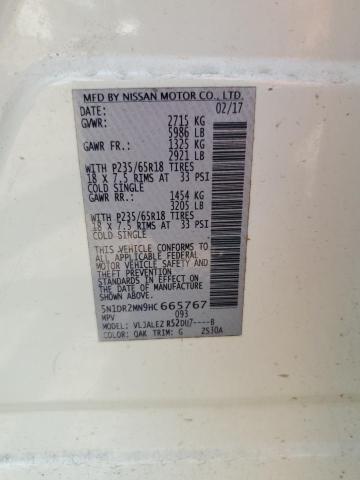 MFD BY NISSAN MOTOR CO., LTD.
DATE: 02/17
GVWR: 2715 KG
5986 LB
GAWR FR.: 1325 KG
2921 LB
WITH P235/65R18 TIRES
18 X 7.5 RIMS AT 33 PSI
COLD SINGLE
GAWR RR.: 1454 KG
3205 LB
WITH P235/65R18 TIRES
18 X 7.5 RIMS AT 33 PSI
COLD SINGLE
THIS VEHICLE CONFORMS TO
ALL APPLICABLE FEDERAL
MOTOR VEHICLE SAFETY AND
THEFT PREVENTION
STANDARDS IN EFFECT ON
THE DATE OF MANUFACTURE
SHOWN ABOVE.
5N1DR2MN9HC665767
MPV 093
MODEL: VLJALEZ R52DU7----B
COLOR: QAK TRIM: G 2S30A